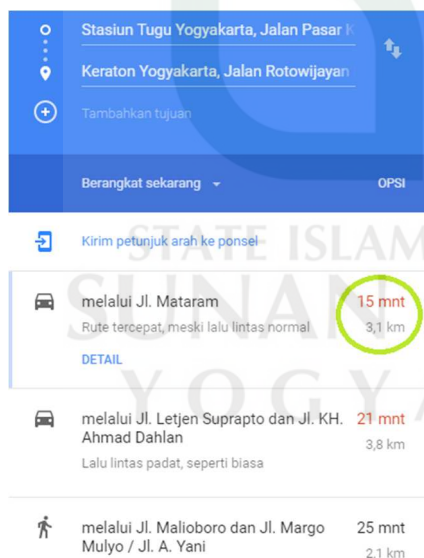 Stasiun Tugu Yogyakarta, Jalan Pasar K
Keraton Yogyakarta, Jalan Rotowijayan
Tambahkan tujuan
Berangkat sekarang OPSI
Kirim petunjuk arah ke ponsel
STATE ISLAM
melalui Jl. Mataram 15 mnt
SUNAN
Rute tercepat, meski lalu lintas normal 3,1 km
DETAIL
YOGYA
melalui Jl. Letjen Suprapto dan Jl. KH. 21 mnt
Ahmad Dahlan 3,8 km
Lalu lintas padat, seperti biasa
melalui Jl. Malioboro dan Jl. Margo 25 mnt
Mulyo / Jl. A. Yani 2,1 km